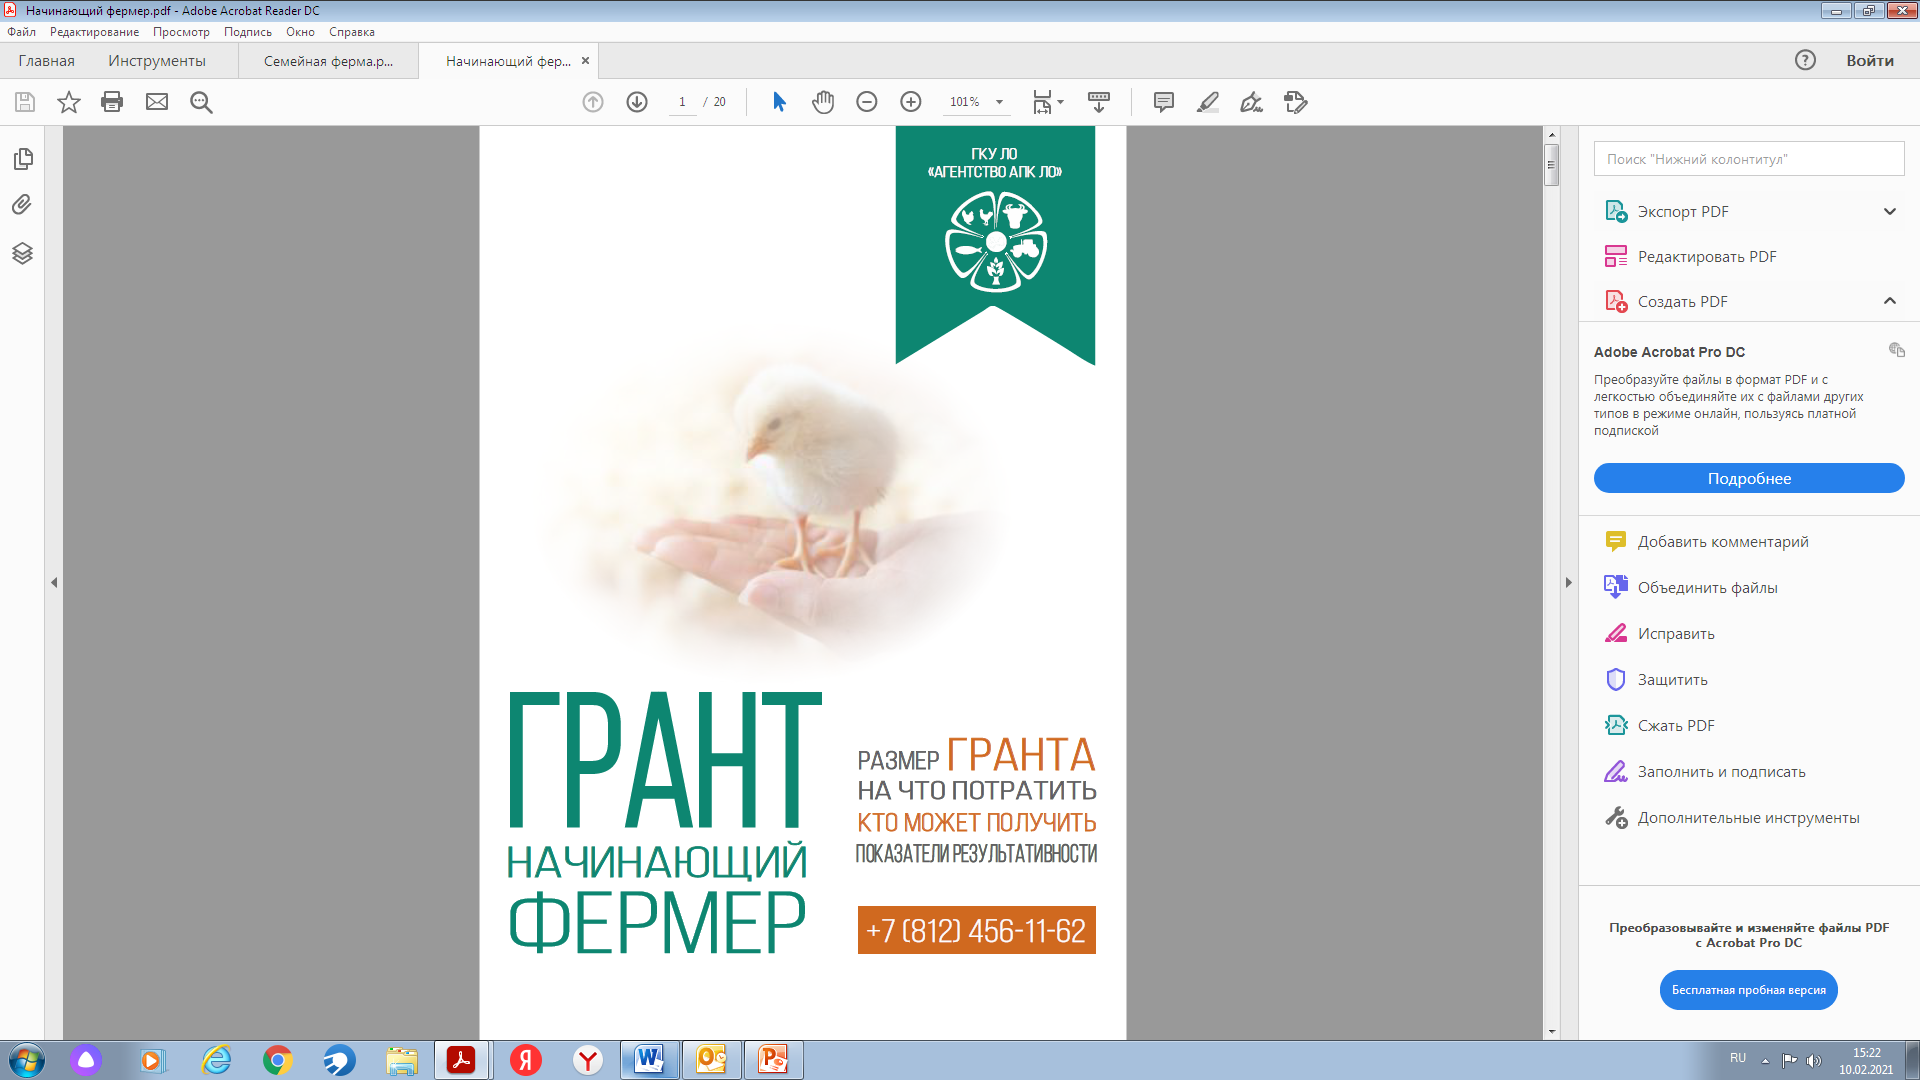 Начинающий фермер.pdf - Adobe Acrobat Reader DC
Файл Редактирование Просмотр Подпись Окно Справка
Главная Инструменты Семейная ферма.p... Начинающий фер... Войти
1 / 20 101%
ГКУ ЛО
«АГЕНТСТВО АПК ЛО»
ГРАНТ
НАЧИНАЮЩИЙ
ФЕРМЕР
РАЗМЕР ГРАНТА
НА ЧТО ПОТРАТИТЬ
КТО МОЖЕТ ПОЛУЧИТЬ
ПОКАЗАТЕЛИ РЕЗУЛЬТАТИВНОСТИ
+7 (812) 456-11-62
Поиск "Нижний колонтитул"
Экспорт PDF
Редактировать PDF
Создать PDF
Adobe Acrobat Pro DC
Преобразуйте файлы в формат PDF и с
легкостью объединяйте их с файлами других
типов в режиме онлайн, пользуясь платной
подпиской
Подробнее
Добавить комментарий
Объединить файлы
Исправить
Защитить
Сжать PDF
Заполнить и подписать
Дополнительные инструменты
Преобразовывайте и изменяйте файлы PDF
с Acrobat Pro DC
Бесплатная пробная версия
RU 15:22
10.02.2021